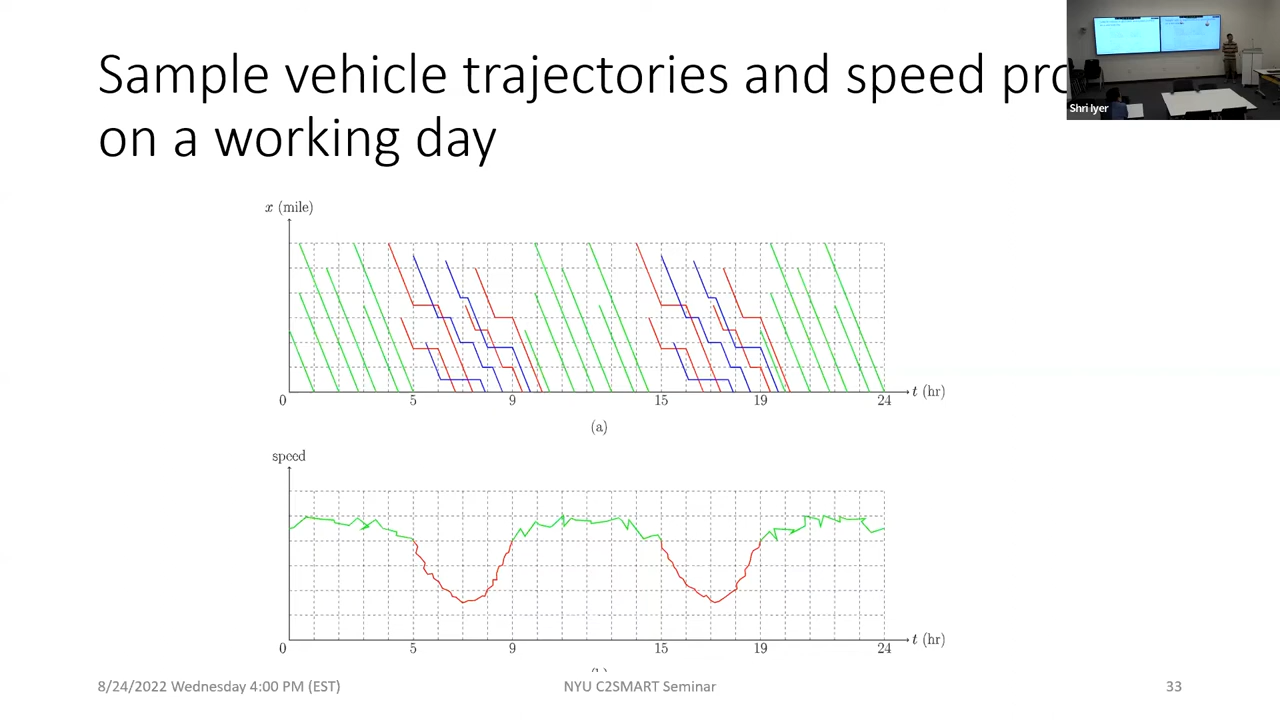 Sample vehicle trajectories and speed
on a working day
Shri Iyer
x (mile)
0 5 9 15 19 24 t (hr)
(a)
speed
0 5 9 15 19 24 t (hr)
8/24/2022 Wednesday 4:00 PM (EST) NYU C2SMART Seminar 33